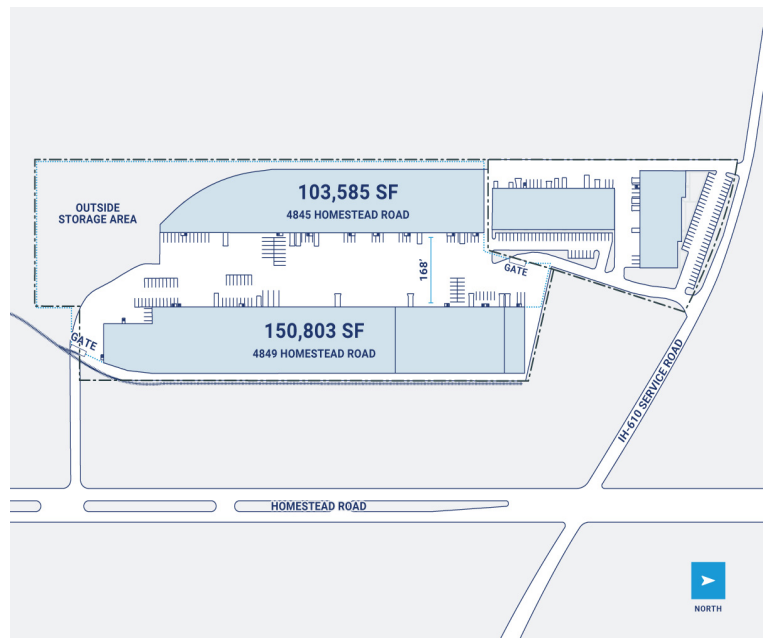 103,585 SF
4845 HOMESTEAD ROAD
OUTSIDE
STORAGE AREA
GATE
168'
GATE
150,803 SF
4849 HOMESTEAD ROAD
IH-610 SERVICE ROAD
HOMESTEAD ROAD
NORTH